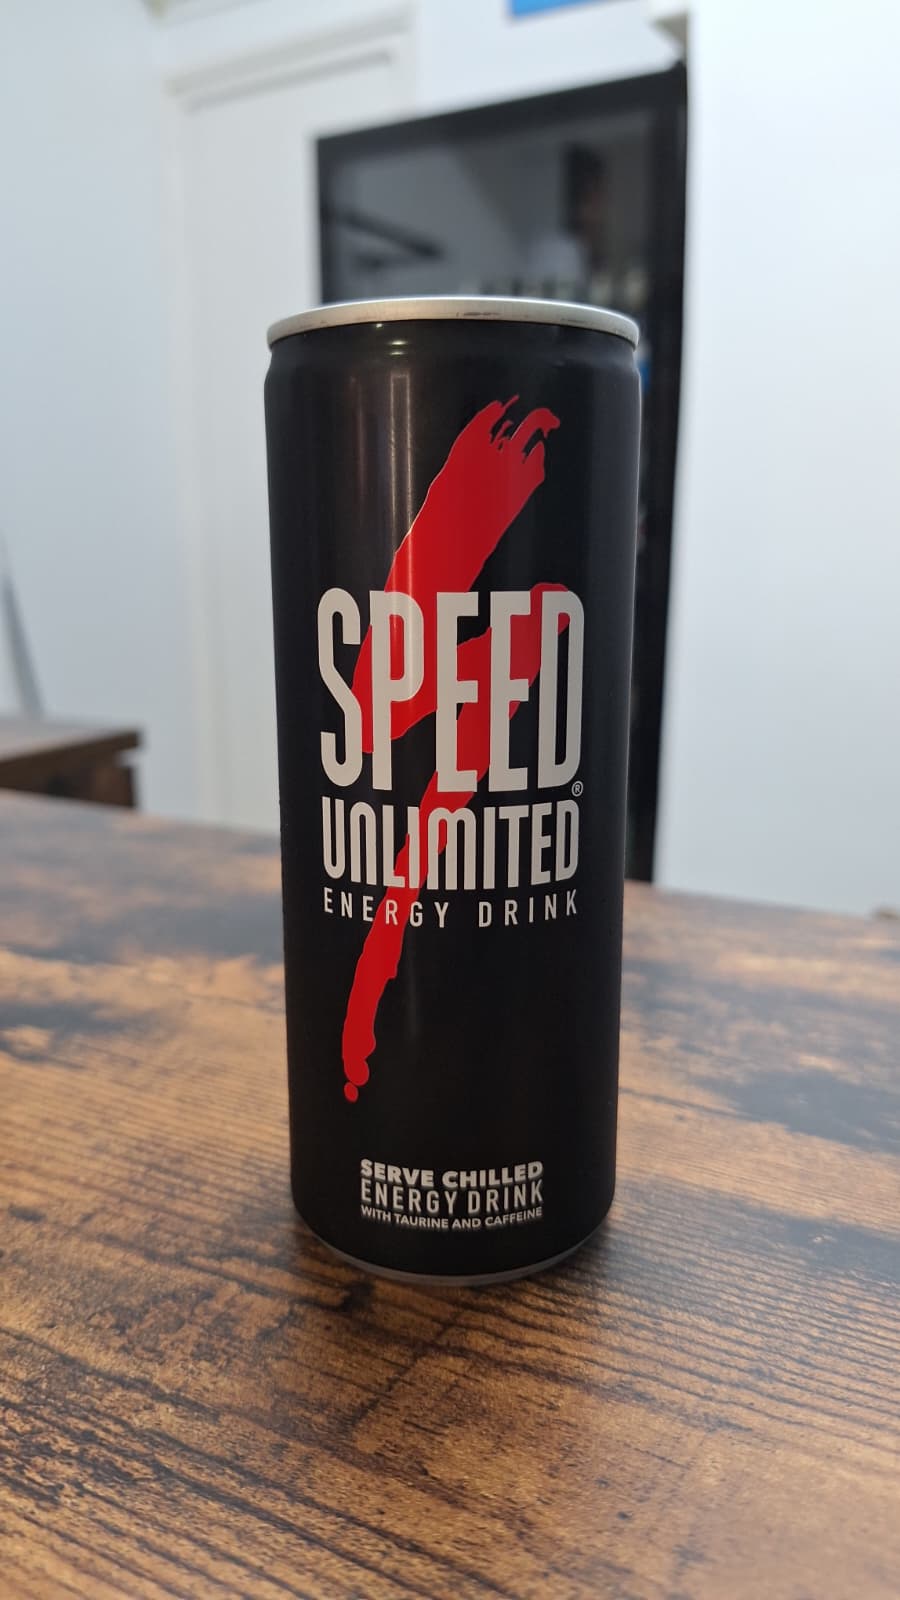 SPEED
UNLIMITED®
ENERGY DRINK
SERVE CHILLED
ENERGY DRINK
WITH TAURINE AND CAFFEINE